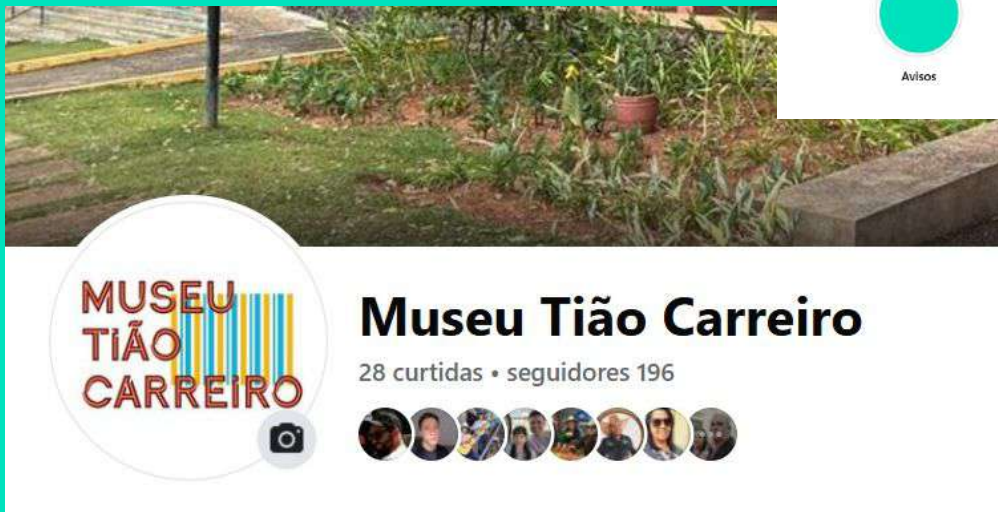 Avisos
MUSEU
TIÃO
CARREIRO
Museu Tião Carreiro
28 curtidas • seguidores 196